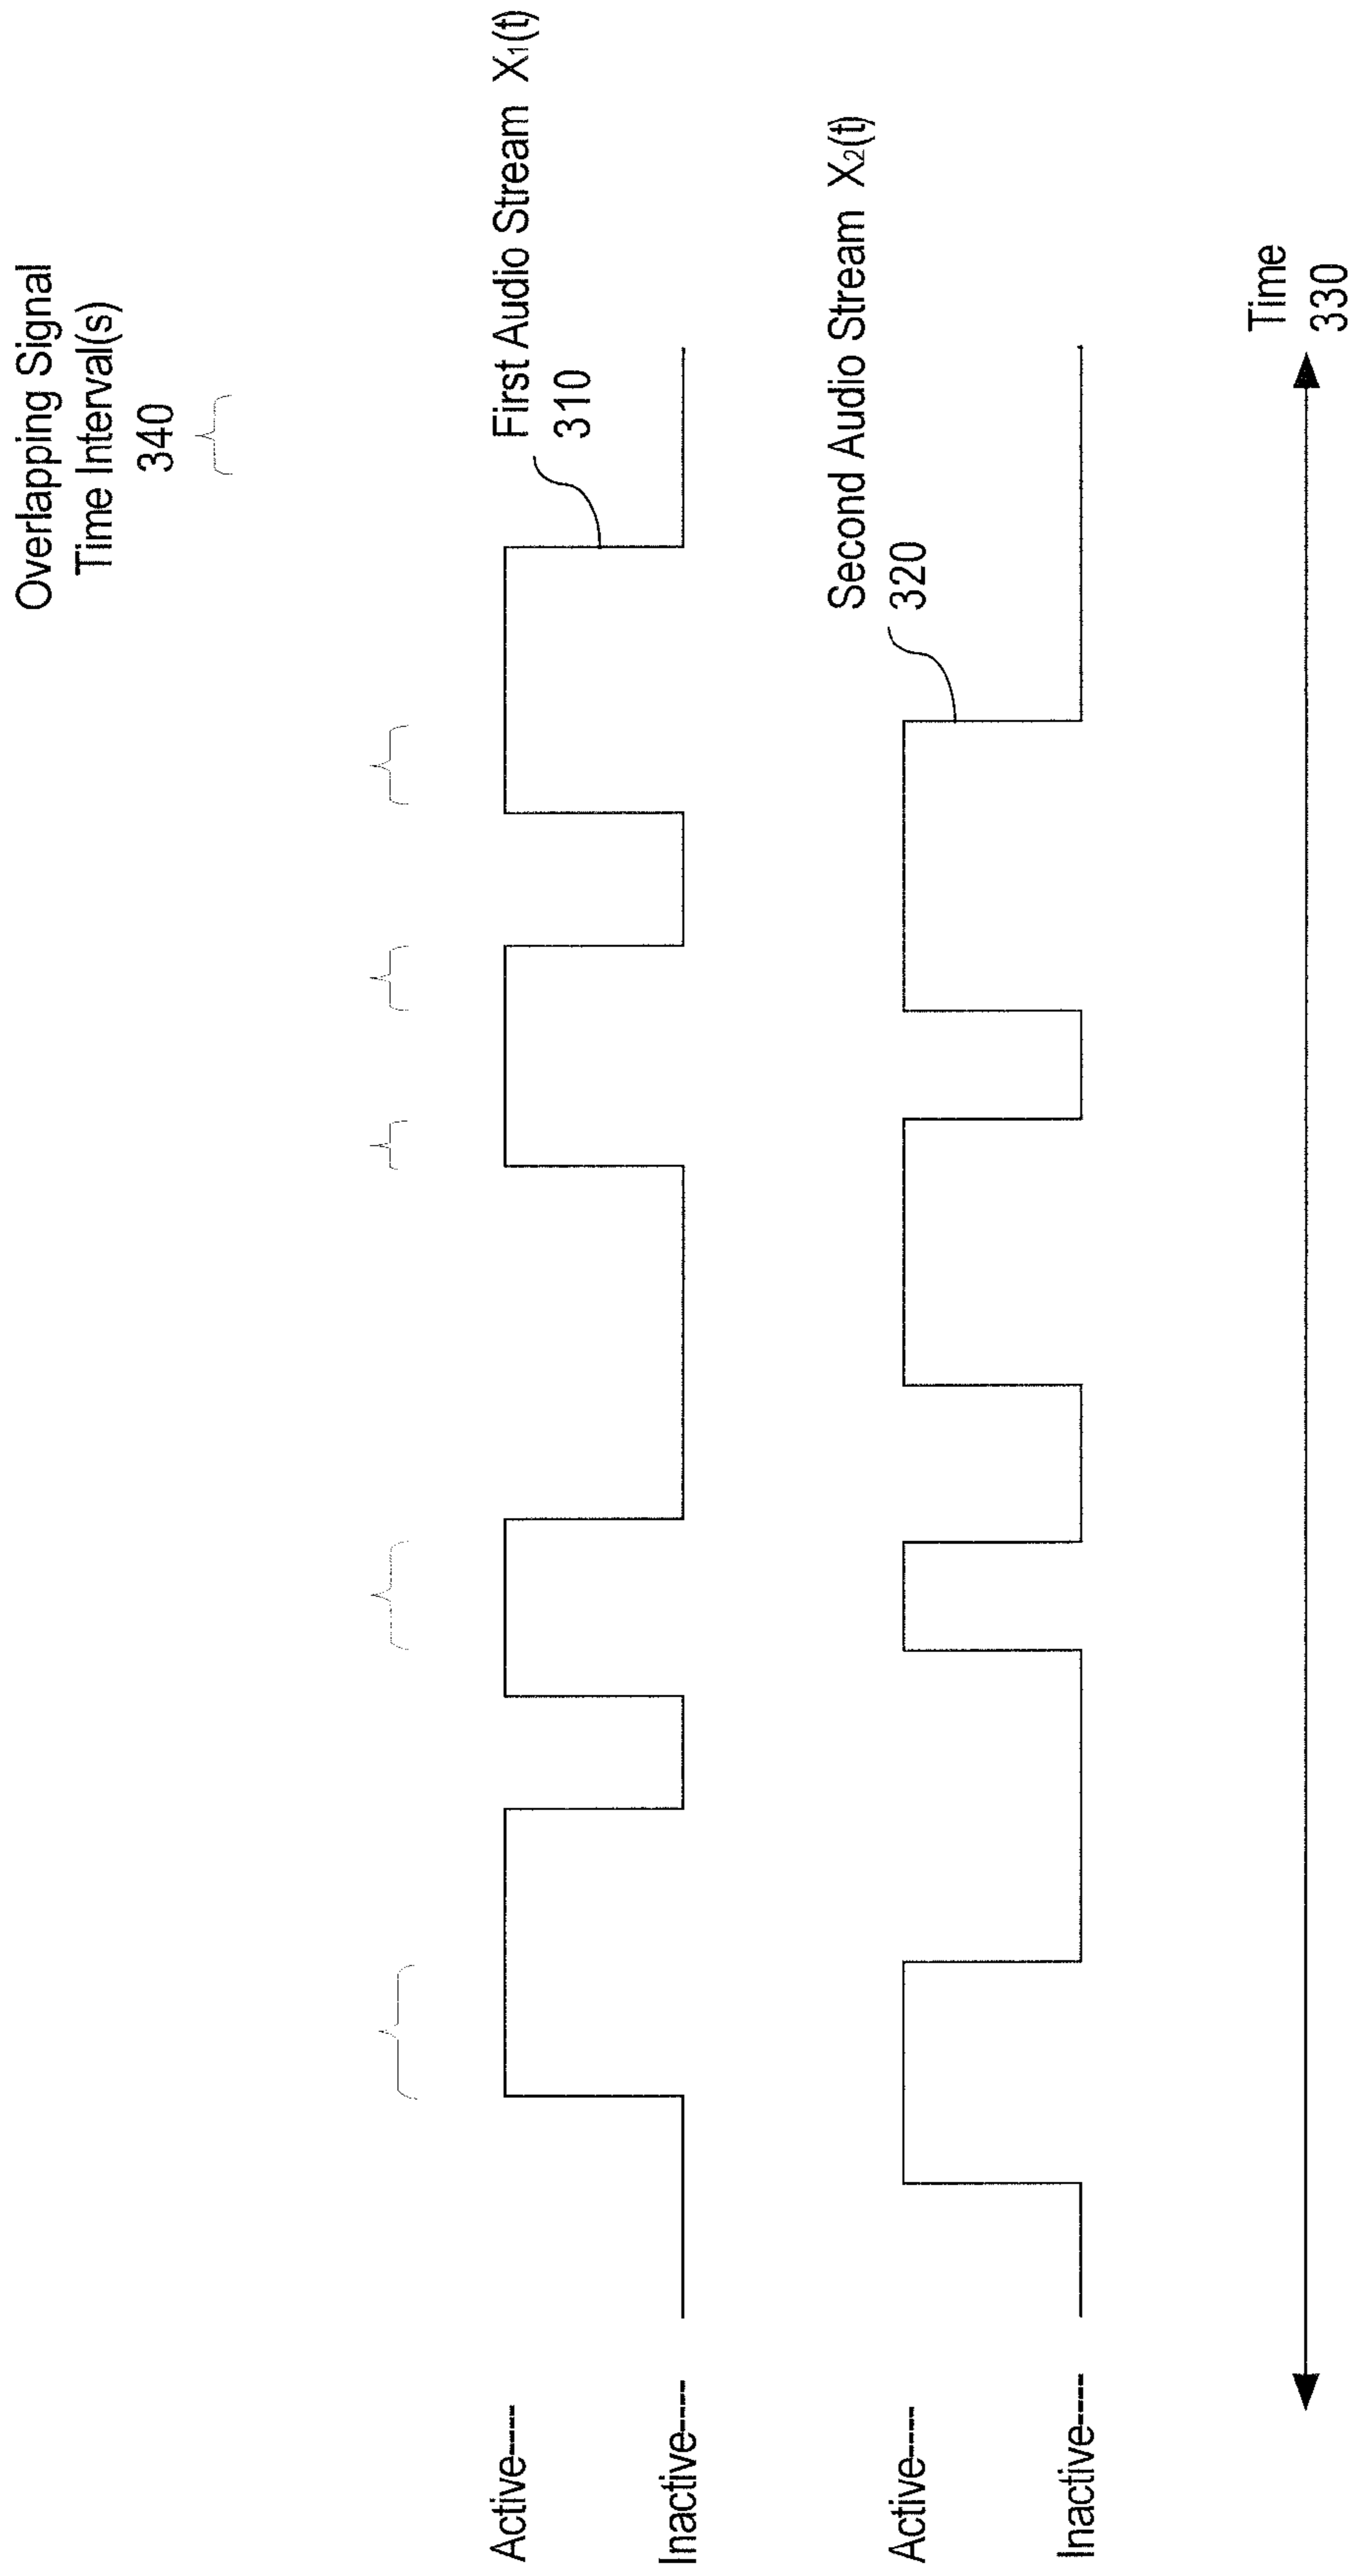 Overlapping Signal
Time Interval(s)
340
First Audio Stream X1(t)
310
Active----
Inactive-----
Second Audio Stream X2(t)
320
Active----
Inactive-----
Time
330